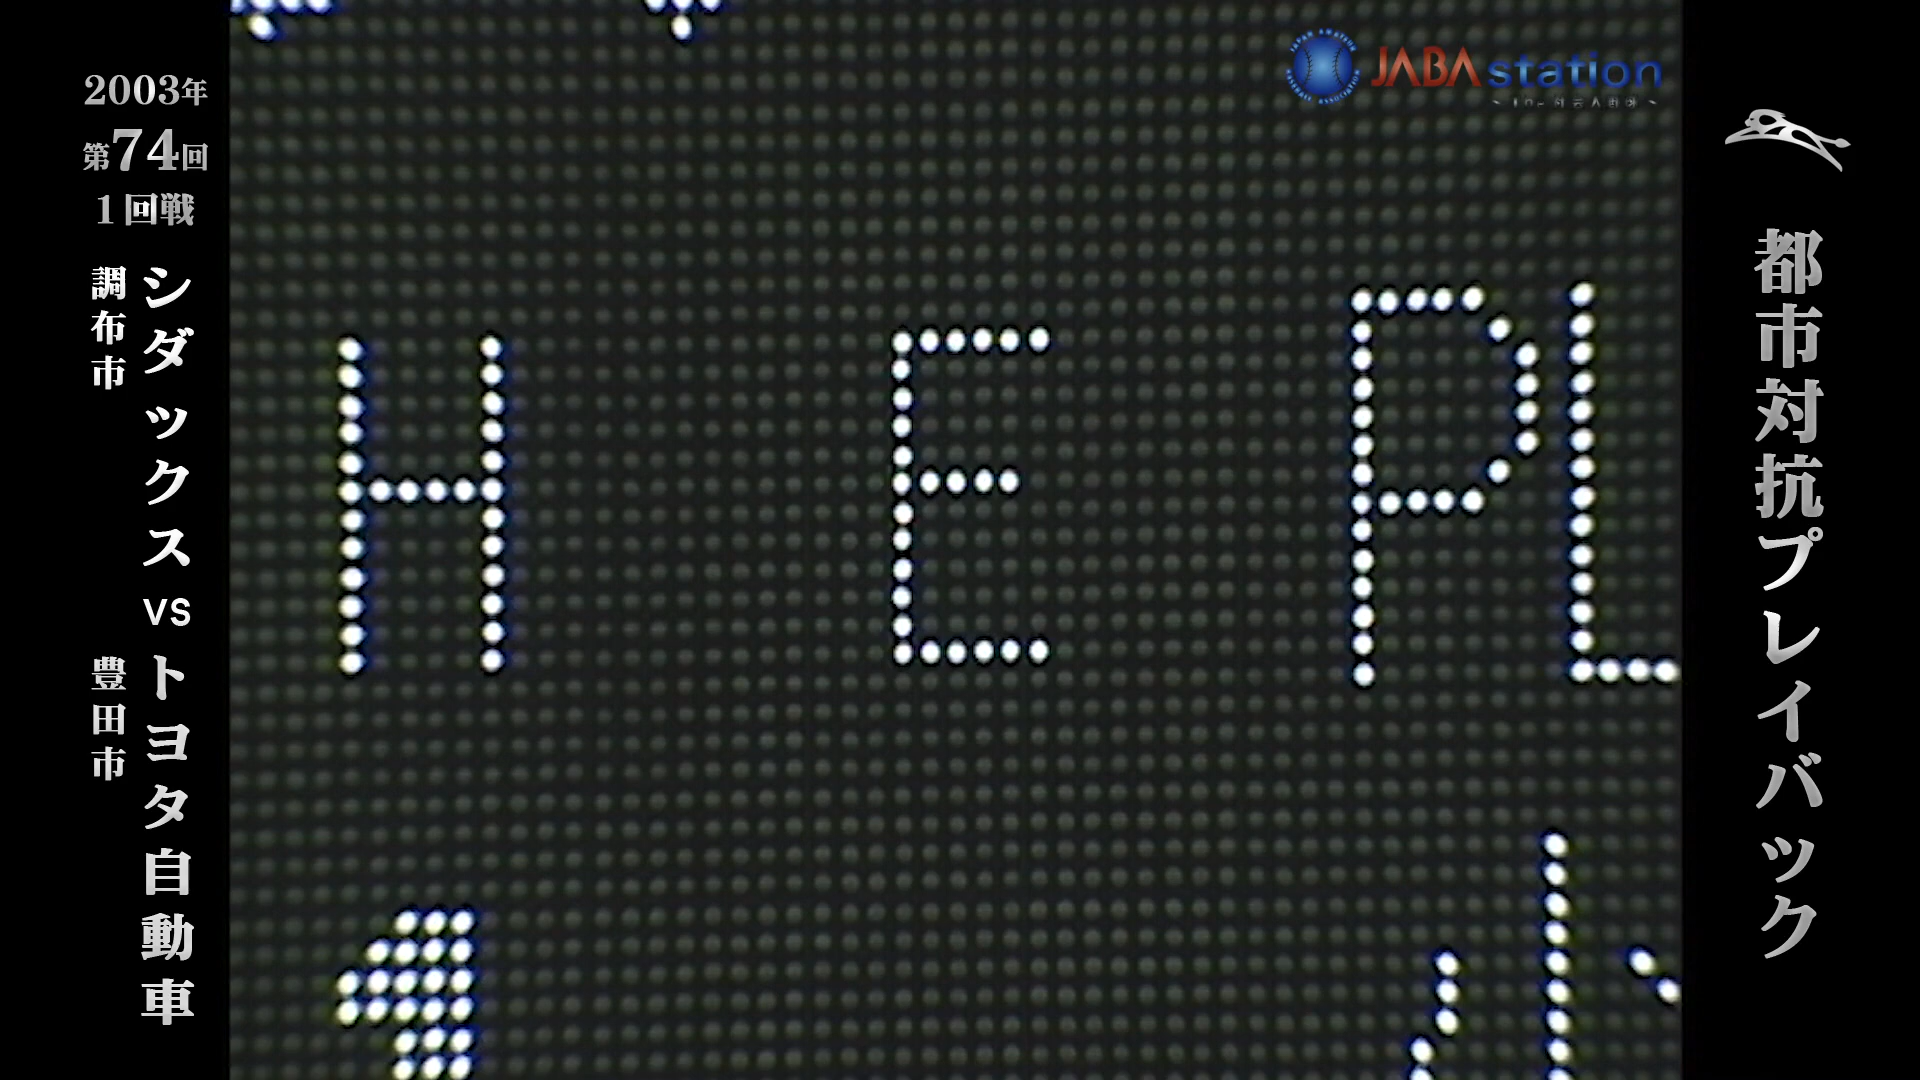 2003年
第74回
1回戦
シダックス
調布市
vs
トヨタ自動車
豊田市
JABA station
H E PL
1
都市対抗プレイバック